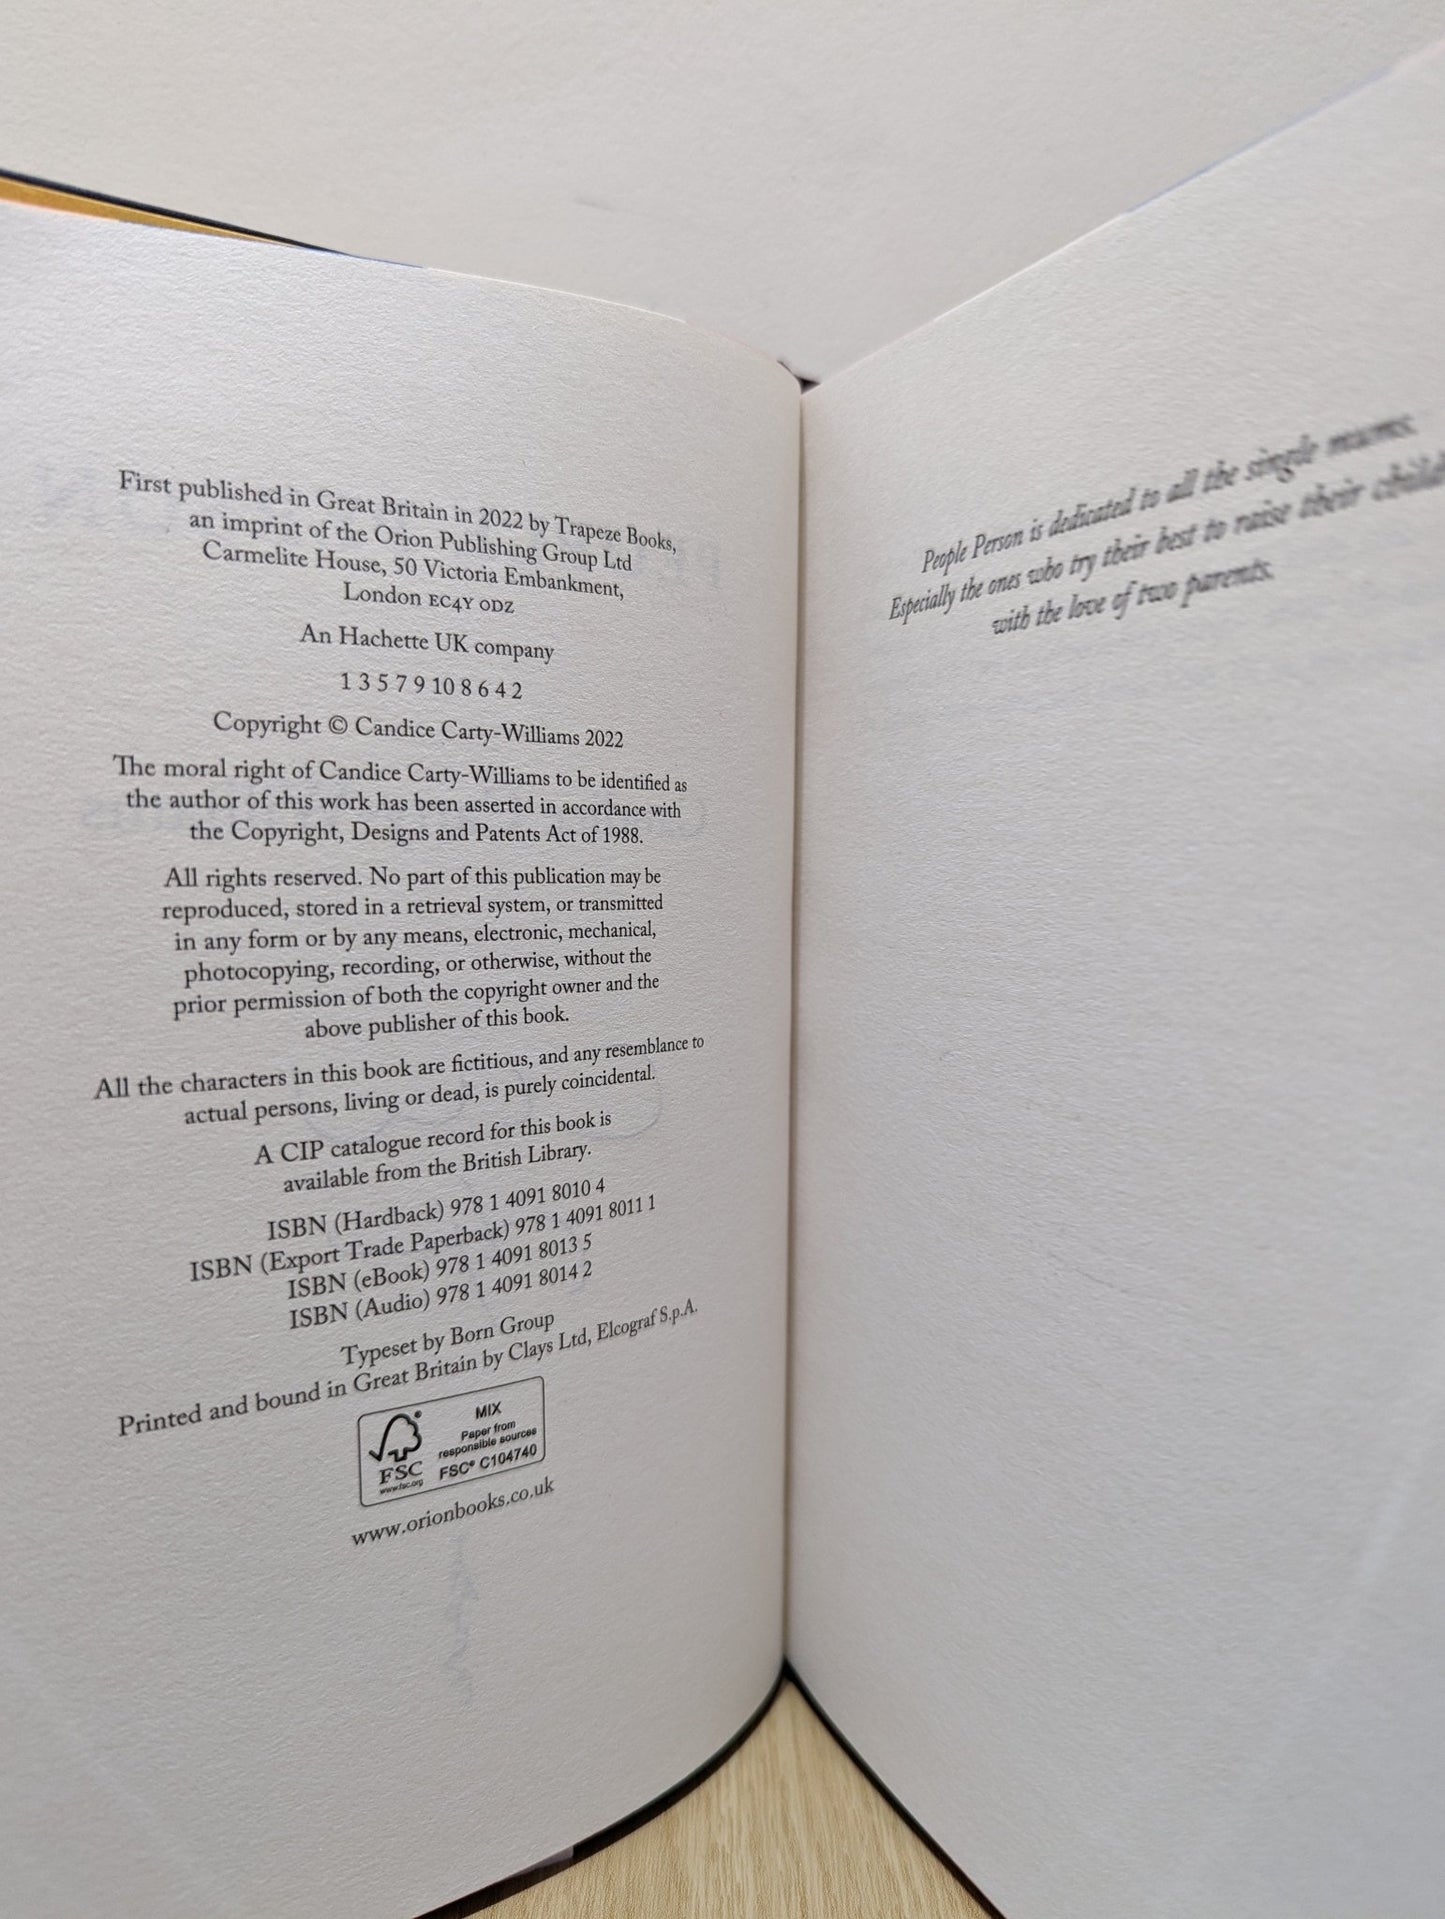 First published in Great Britain in 2022 by Trapeze Books,
an imprint of the Orion Publishing Group Ltd
Carmelite House, 50 Victoria Embankment,
London EC4Y 0DZ
An Hachette UK company
1 3 5 7 9 10 8 6 4 2
Copyright © Candice Carty-Williams 2022
The moral right of Candice Carty-Williams to be identified as
the author of this work has been asserted in accordance with
the Copyright, Designs and Patents Act of 1988.
All rights reserved. No part of this publication may be
reproduced, stored in a retrieval system, or transmitted
in any form or by any means, electronic, mechanical,
photocopying, recording, or otherwise, without the
prior permission of both the copyright owner and the
above publisher of this book.
All the characters in this book are fictitious, and any resemblance to
actual persons, living or dead, is purely coincidental.
A CIP catalogue record for this book is
available from the British Library.
ISBN (Hardback) 978 1 4091 8010 4
ISBN (Export Trade Paperback) 978 1 4091 8011 1
ISBN (eBook) 978 1 4091 8013 5
ISBN (Audio) 978 1 4091 8014 2
Typeset by Born Group
Printed and bound in Great Britain by Clays Ltd, Elcograf S.p.A.
FSC
www.fsc.org
MIX
Paper from
responsible sources
FSC® C104740
www.orionbooks.co.uk
People Person is dedicated to all the single mums.
Especially the ones who try their best to raise their
with the love of two parents.